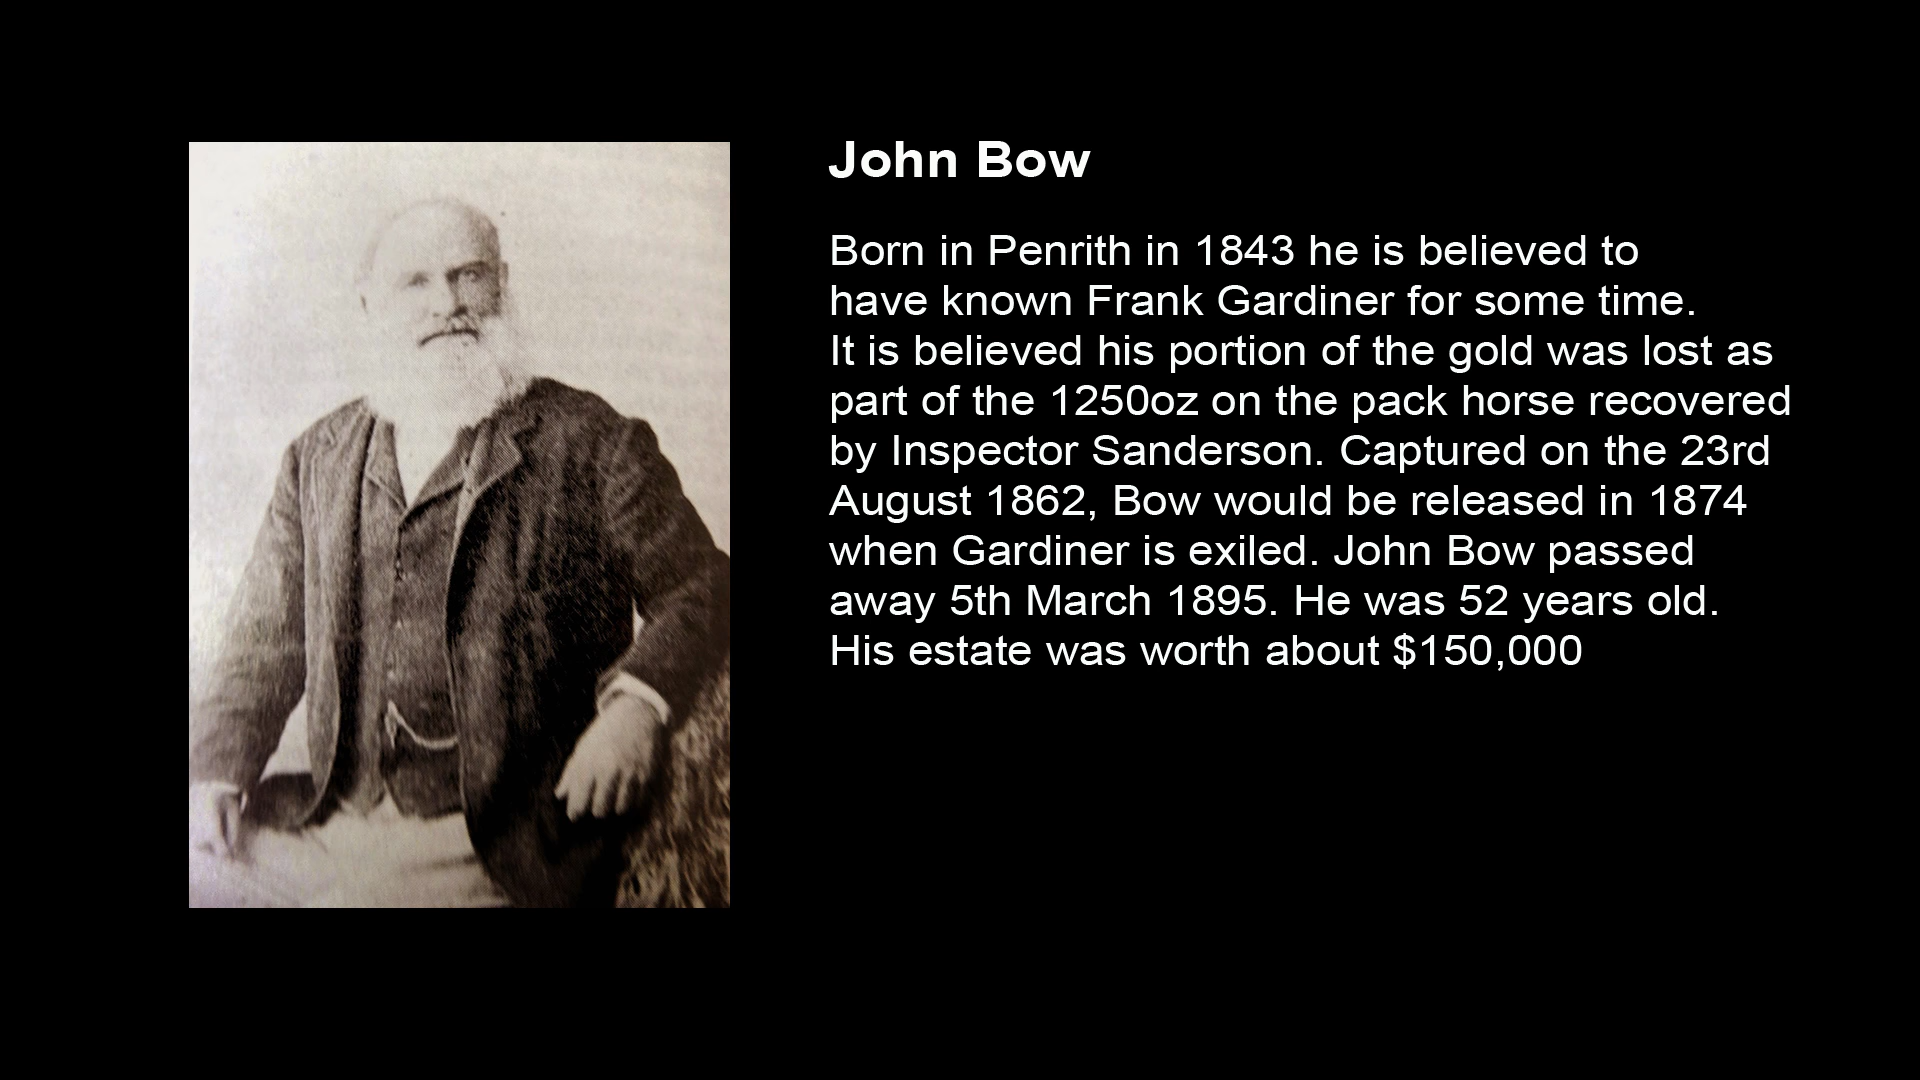 John Bow
Born in Penrith in 1843 he is believed to
have known Frank Gardiner for some time.
It is believed his portion of the gold was lost as
part of the 1250oz on the pack horse recovered
by Inspector Sanderson. Captured on the 23rd
August 1862, Bow would be released in 1874
when Gardiner is exiled. John Bow passed
away 5th March 1895. He was 52 years old.
His estate was worth about $150,000